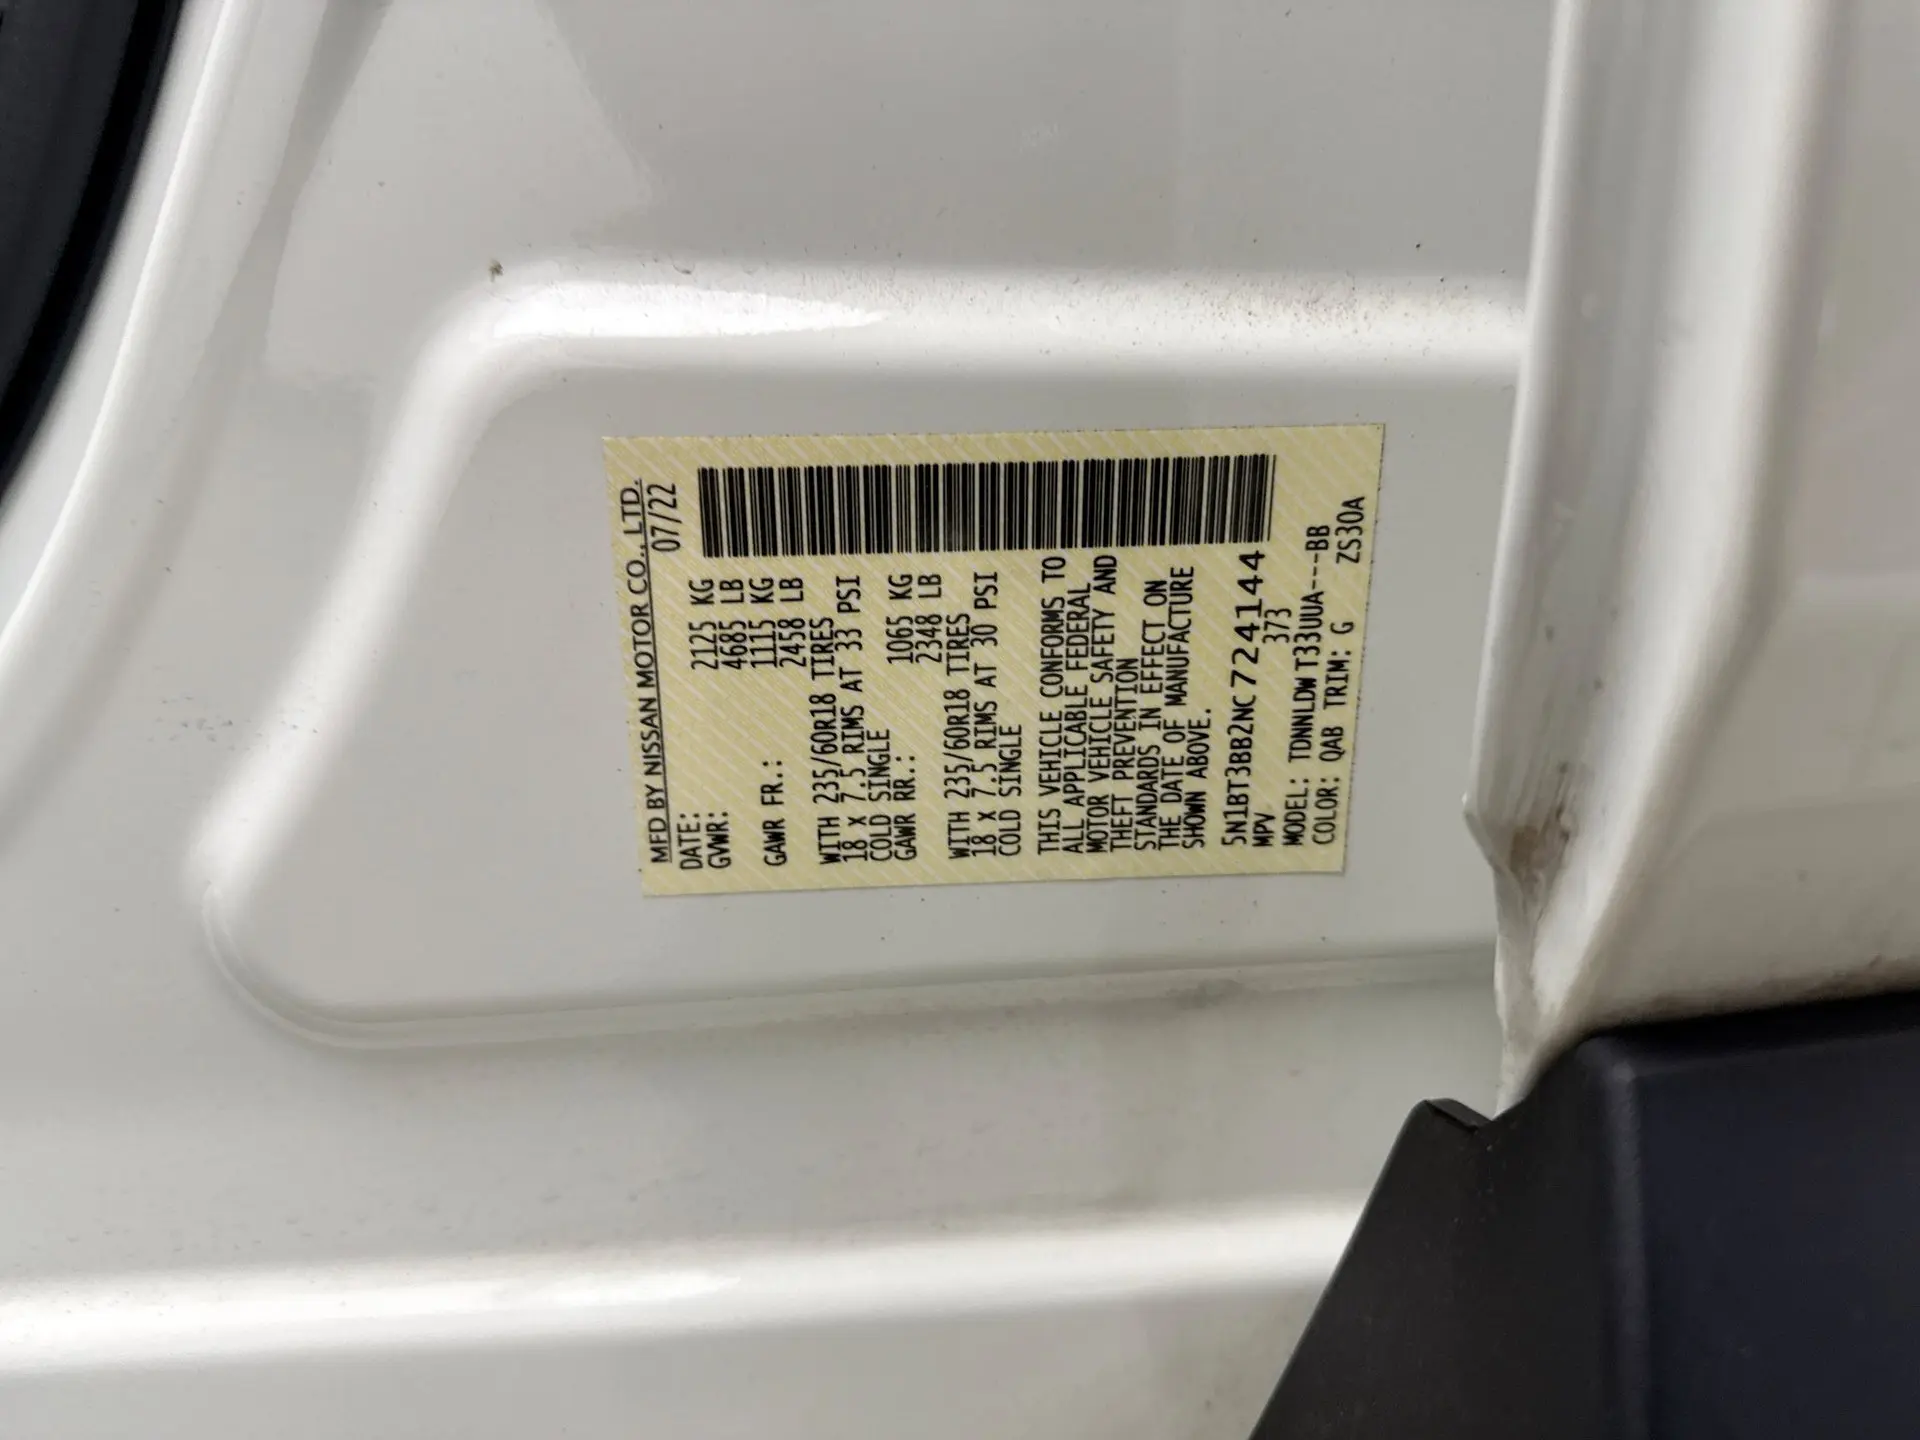 MFD BY NISSAN MOTOR CO., LTD.
DATE: 07/22
GVWR: 2125 KG
4685 LB
GAWR FR.: 1115 KG
2458 LB
WITH 235/60R18 TIRES
18 X 7.5 RIMS AT 33 PSI
COLD SINGLE
GAWR RR.: 1065 KG
2348 LB
WITH 235/60R18 TIRES
18 X 7.5 RIMS AT 30 PSI
COLD SINGLE
THIS VEHICLE CONFORMS TO
ALL APPLICABLE FEDERAL
MOTOR VEHICLE SAFETY AND
THEFT PREVENTION
STANDARDS IN EFFECT ON
THE DATE OF MANUFACTURE
SHOWN ABOVE.
5N1BT3BB2NC724144
MPV 373
MODEL: TDNNLDW T33UUA---BB
COLOR: QAB TRIM: G ZS30A